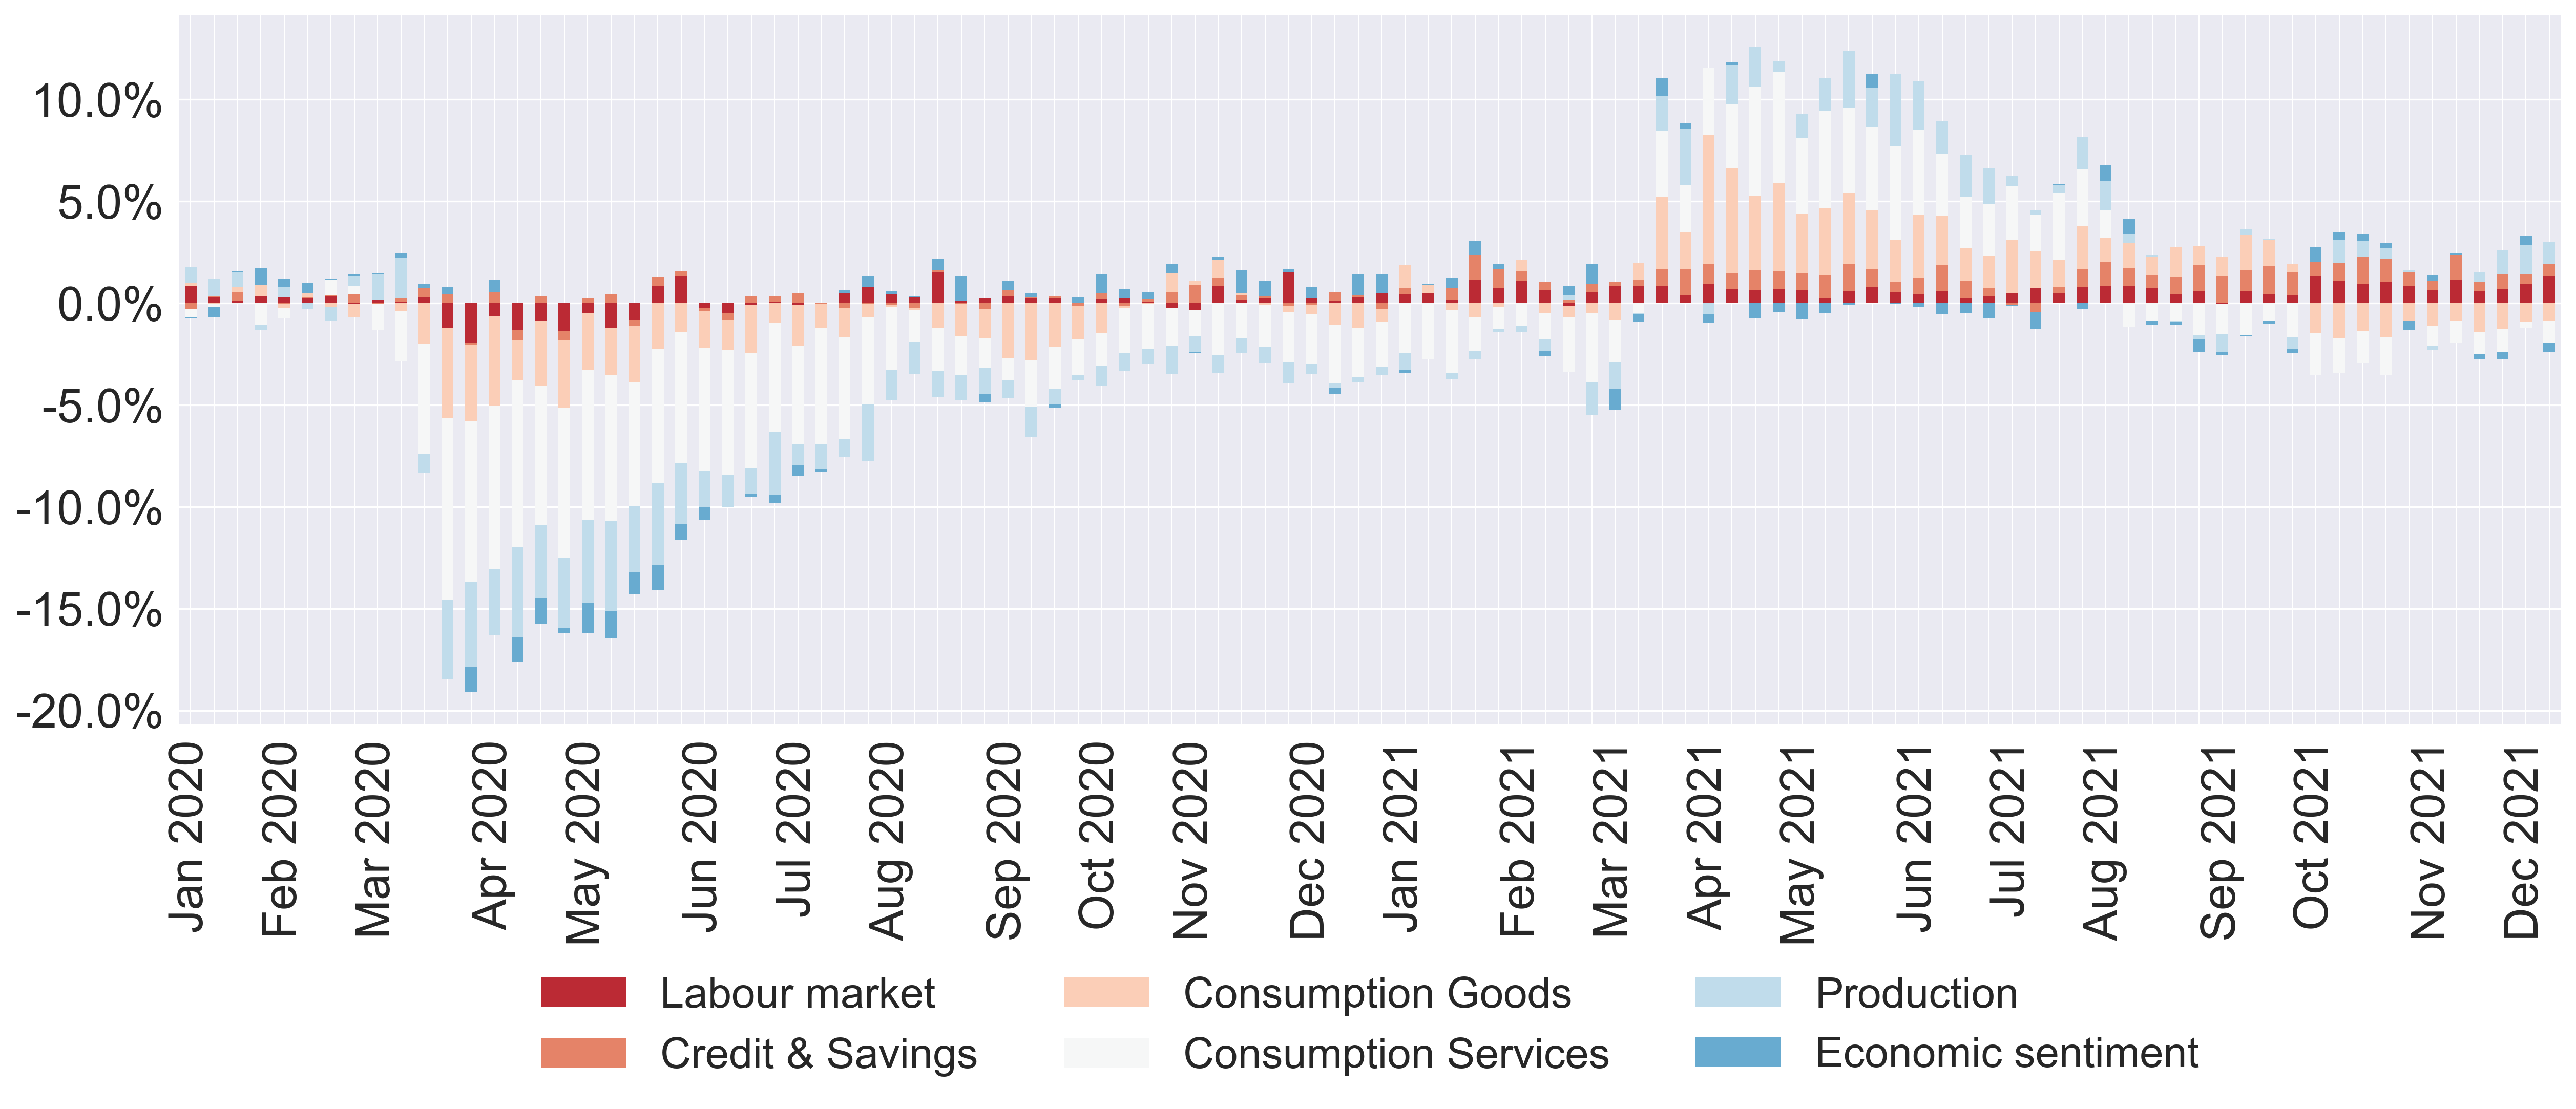 10.0%
5.0%
0.0%
-5.0%
-10.0%
-15.0%
-20.0%
Jan 2020
Feb 2020
Mar 2020
Apr 2020
May 2020
Jun 2020
Jul 2020
Aug 2020
Sep 2020
Oct 2020
Nov 2020
Dec 2020
Jan 2021
Feb 2021
Mar 2021
Apr 2021
May 2021
Jun 2021
Jul 2021
Aug 2021
Sep 2021
Oct 2021
Nov 2021
Dec 2021
Labour market
Consumption Goods
Production
Credit & Savings
Consumption Services
Economic sentiment